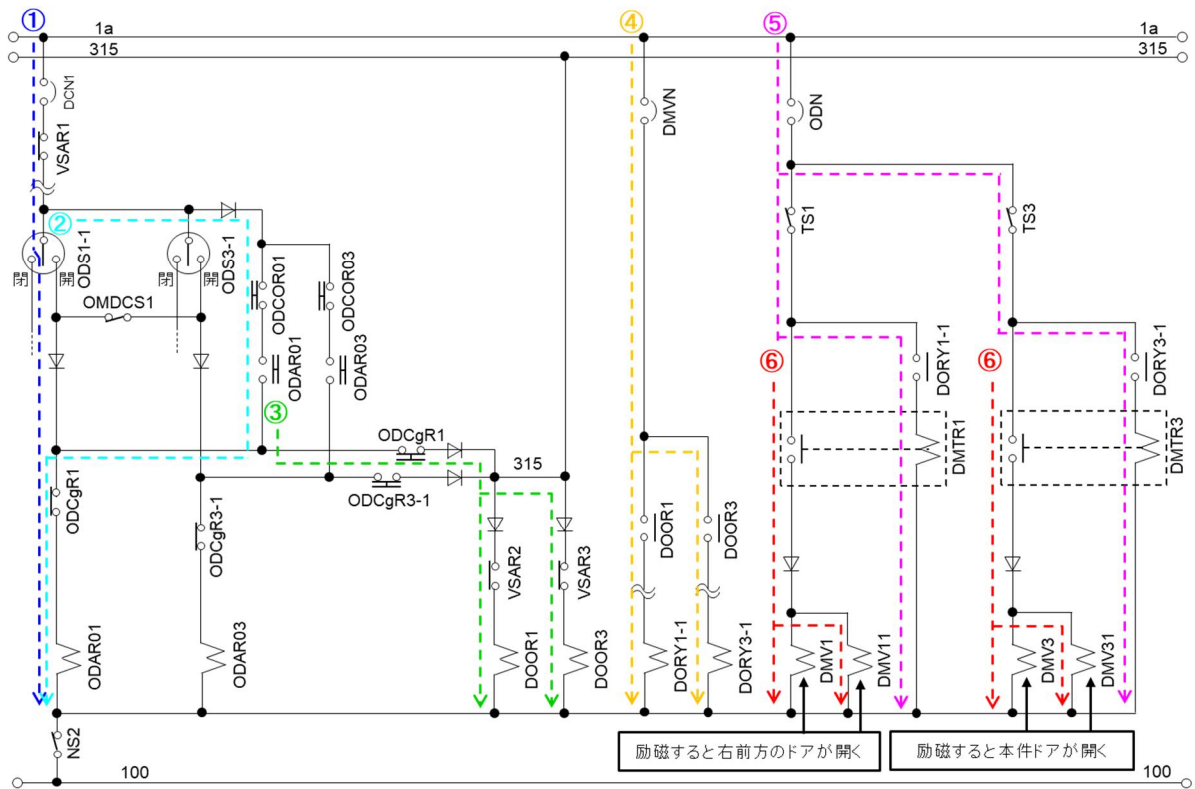 ①
④
⑤
1a
1a
315
315
DCN1
DMVN
ODN
VSAR1
②
ODS1-1
ODS3-1
閉
開
閉
開
OMDCS1
ODCOR01
ODCOR03
ODAR01
ODAR03
TS1
TS3
③
⑥
⑥
DORY1-1
DORY3-1
ODCgR1
315
ODCgR3-1
DMTR1
DMTR3
ODCgR1
ODCgR3-1
VSAR2
VSAR3
DOOR1
DOOR3
ODAR01
ODAR03
DOOR1
DOOR3
DORY1-1
DORY3-1
DMV1
DMV11
DMV3
DMV31
NS2
励磁すると右前方のドアが開く
励磁すると本件ドアが開く
100
100